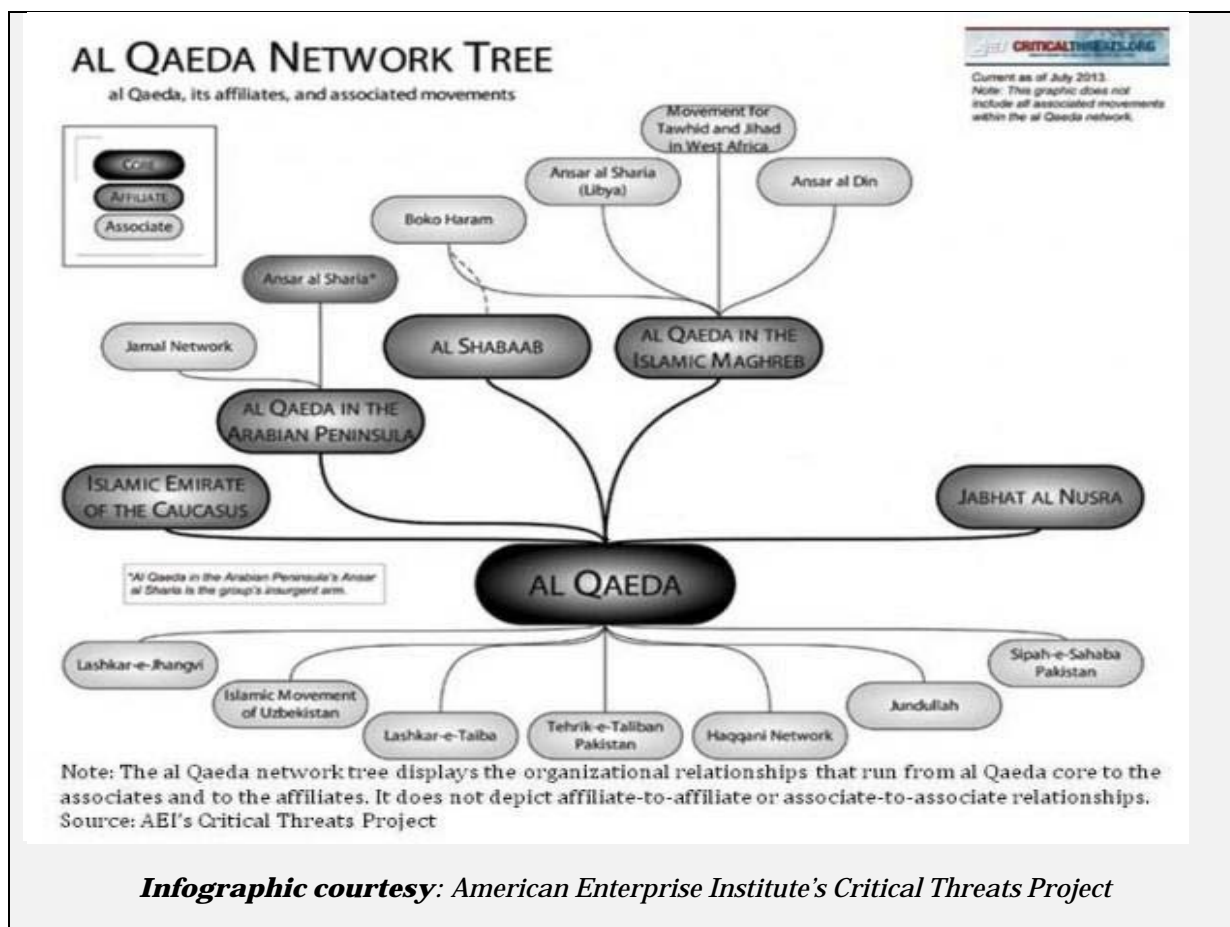 AL QAEDA NETWORK TREE
al Qaeda, its affiliates, and associated movements
CRITICALTHREATS.ORG
Current as of July 2013.
Note: This graphic does not
include all associated movements
within the al Qaeda network.
CORE
AFFILIATE
Associate
Movement for
Tawhid and Jihad
in West Africa
Ansar al Sharia
(Libya)
Ansar al Din
Boko Haram
Ansar al Sharia*
Jamal Network
AL SHABAAB
AL QAEDA IN THE
ISLAMIC MAGHREB
AL QAEDA IN THE
ARABIAN PENINSULA
ISLAMIC EMIRATE
OF THE CAUCASUS
JABHAT AL NUSRA
AL QAEDA
*Al Qaeda in the Arabian Peninsula's Ansar
al Sharia is the group's insurgent arm.
Lashkar-e-Jhangvi
Islamic Movement
of Uzbekistan
Lashkar-e-Taiba
Tehrik-e-Taliban
Pakistan
Haqqani Network
Jundullah
Sipah-e-Sahaba
Pakistan
Note: The al Qaeda network tree displays the organizational relationships that run from al Qaeda core to the
associates and to the affiliates. It does not depict affiliate-to-affiliate or associate-to-associate relationships.
Source: AEI's Critical Threats Project
Infographic courtesy: American Enterprise Institute's Critical Threats Project